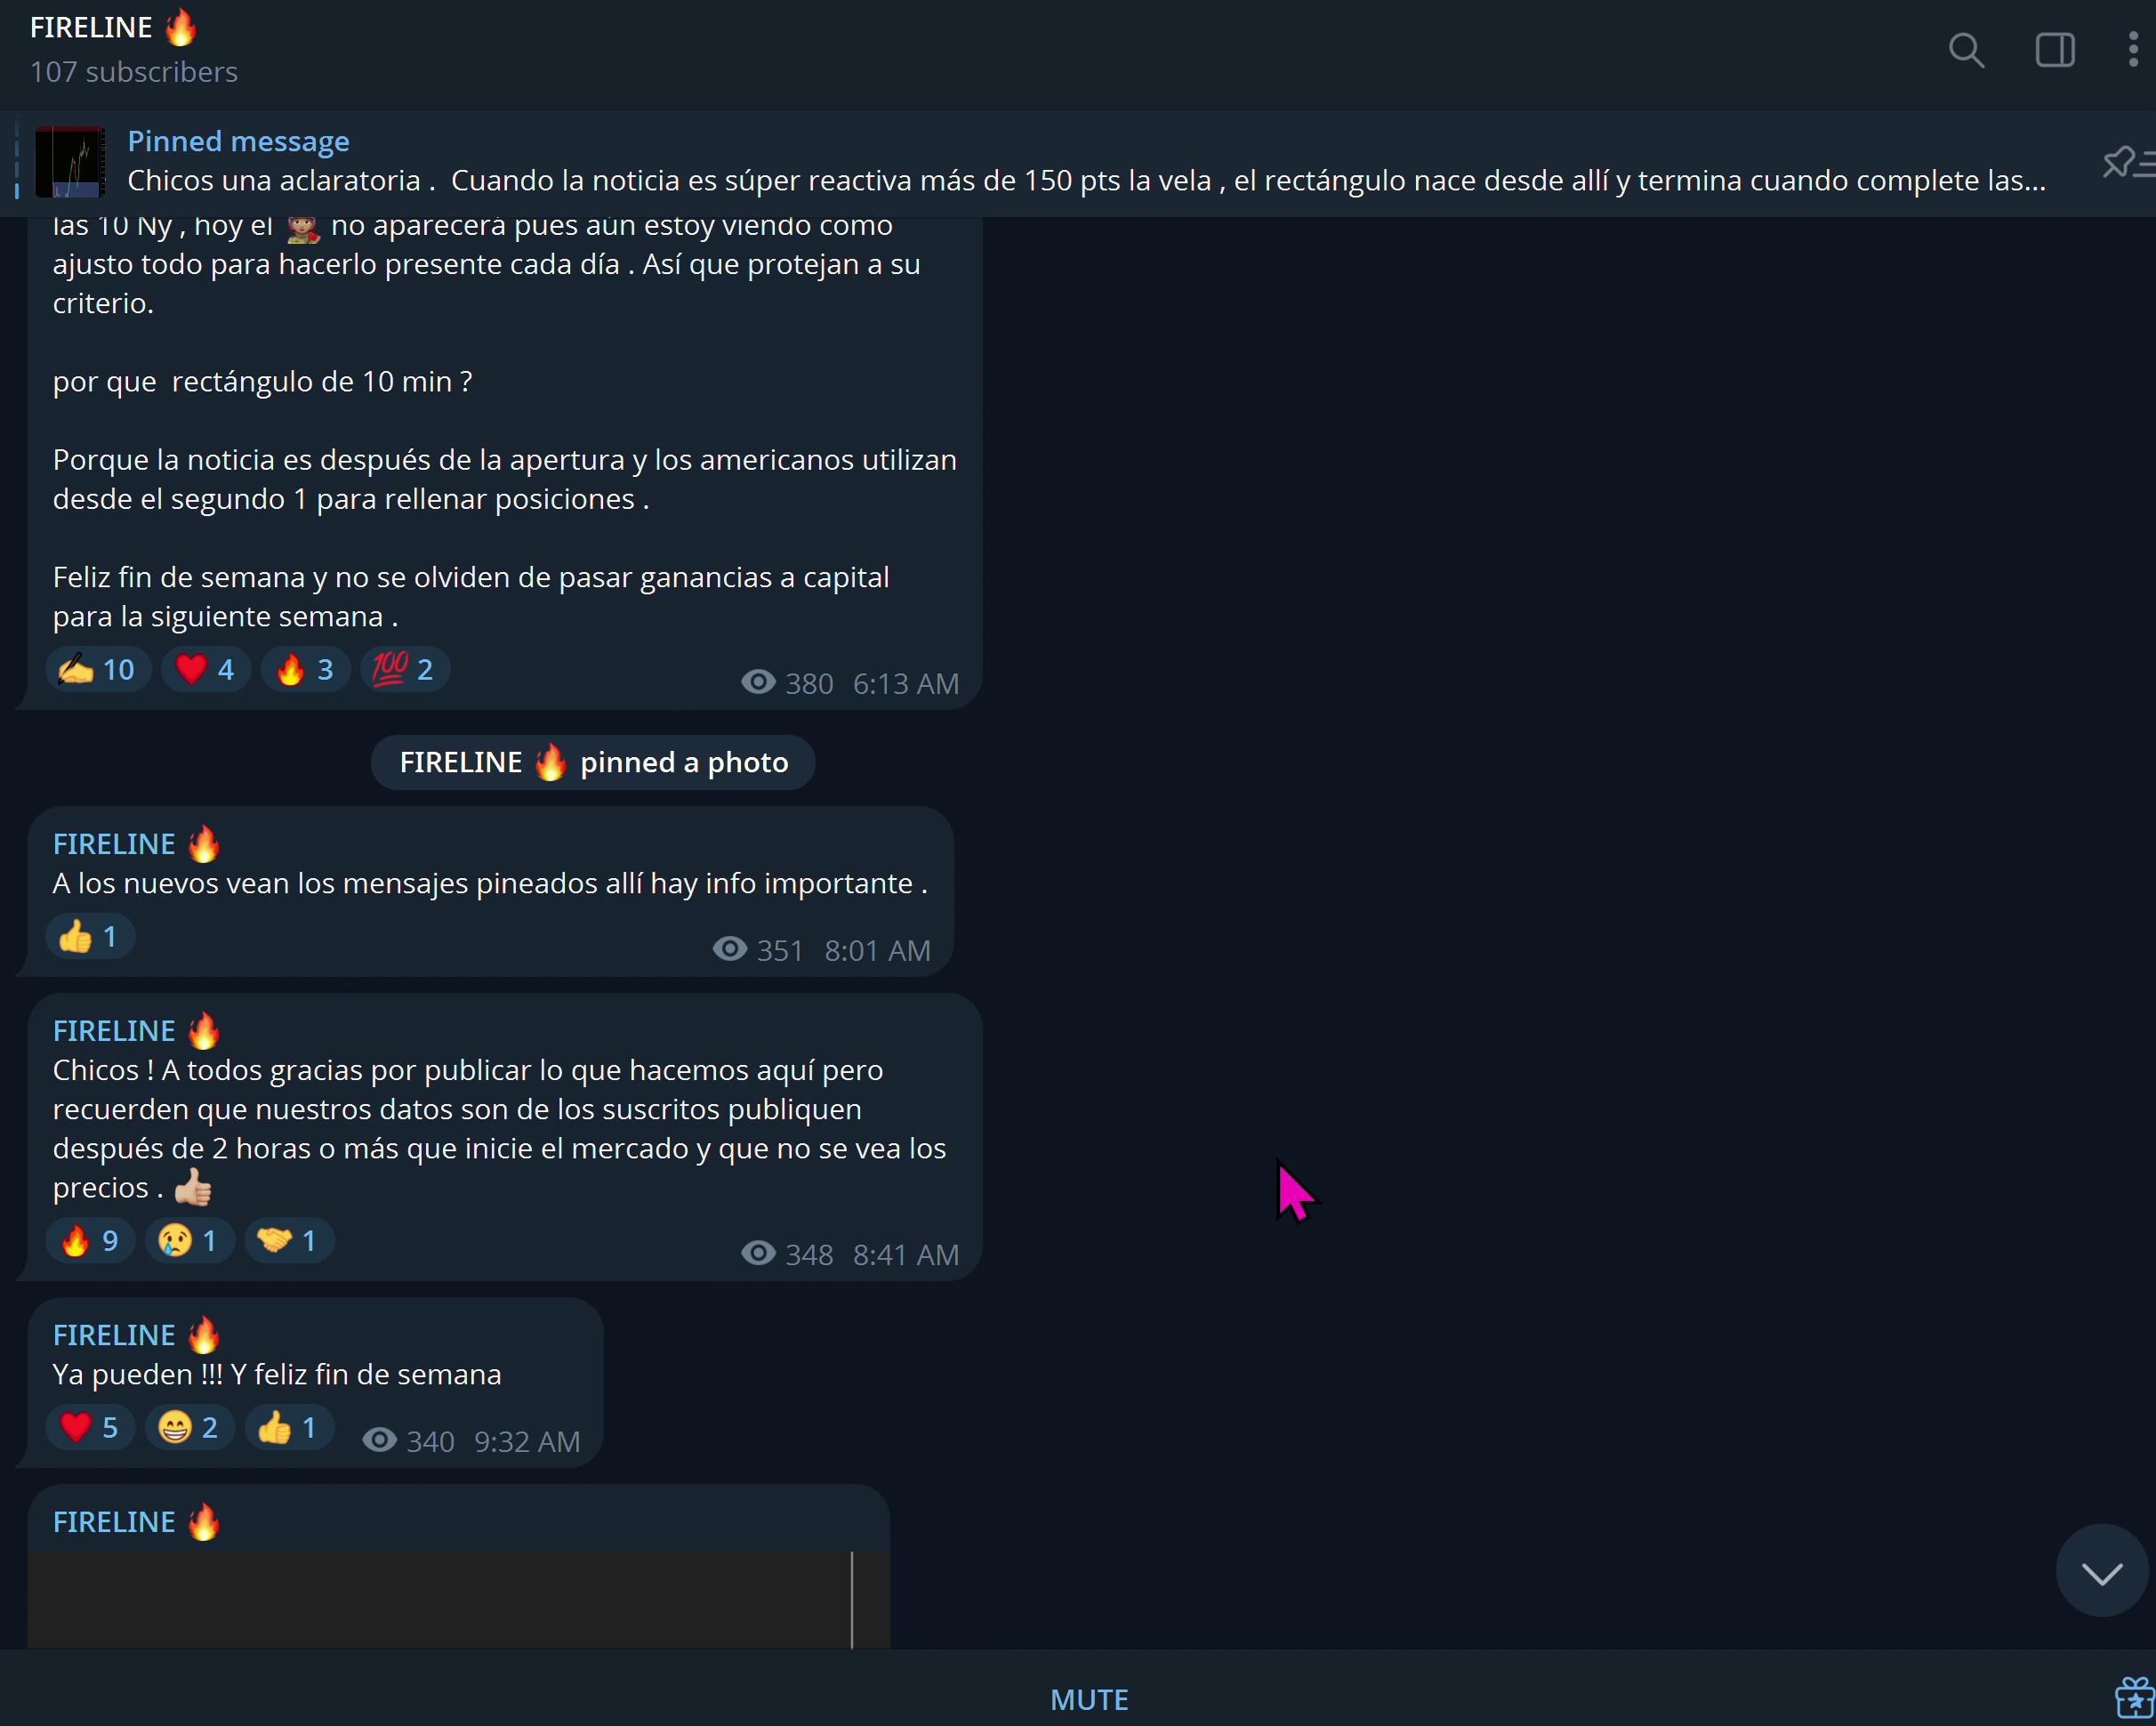 FIRELINE 🔥
107 subscribers
Pinned message
Chicos una aclaratoria .  Cuando la noticia es súper reactiva más de 150 pts la vela , el rectángulo nace desde allí y termina cuando complete las...
las 10 Ny , hoy el 💂🏽 no aparecerá pues aún estoy viendo como
ajusto todo para hacerlo presente cada día . Así que protejan a su
criterio.
por que  rectángulo de 10 min ?
Porque la noticia es después de la apertura y los americanos utilizan
desde el segundo 1 para rellenar posiciones .
Feliz fin de semana y no se olviden de pasar ganancias a capital
para la siguiente semana .
✍️ 10 ❤️ 4 🔥 3 💯 2 380 6:13 AM
FIRELINE 🔥 pinned a photo
FIRELINE 🔥
A los nuevos vean los mensajes pineados allí hay info importante .
👍 1 351 8:01 AM
FIRELINE 🔥
Chicos ! A todos gracias por publicar lo que hacemos aquí pero
recuerden que nuestros datos son de los suscritos publiquen
después de 2 horas o más que inicie el mercado y que no se vea los
precios . 👍🏼
🔥 9 😢 1 🤝 1 348 8:41 AM
FIRELINE 🔥
Ya pueden !!! Y feliz fin de semana
❤️ 5 😁 2 👍 1 340 9:32 AM
FIRELINE 🔥
MUTE